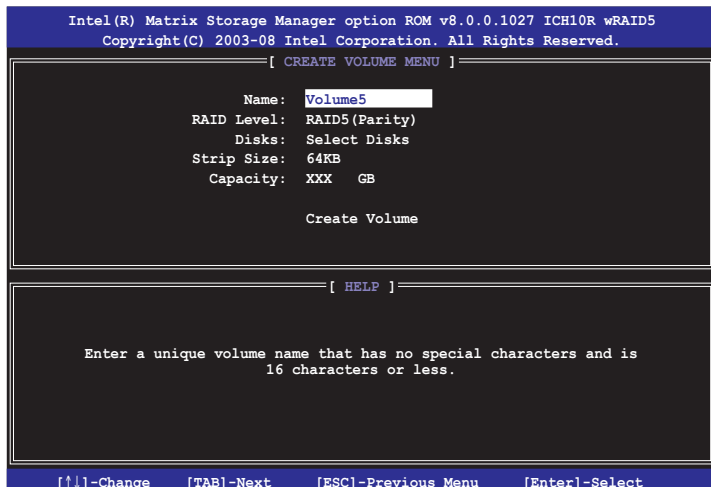 Intel(R) Matrix Storage Manager option ROM v8.0.0.1027 ICH10R wRAID5
Copyright(C) 2003-08 Intel Corporation. All Rights Reserved.
[ CREATE VOLUME MENU ]
Name: Volume5
RAID Level: RAID5(Parity)
Disks: Select Disks
Strip Size: 64KB
Capacity: XXX GB
Create Volume
[ HELP ]
Enter a unique volume name that has no special characters and is
16 characters or less.
[↑↓]-Change [TAB]-Next [ESC]-Previous Menu [Enter]-Select